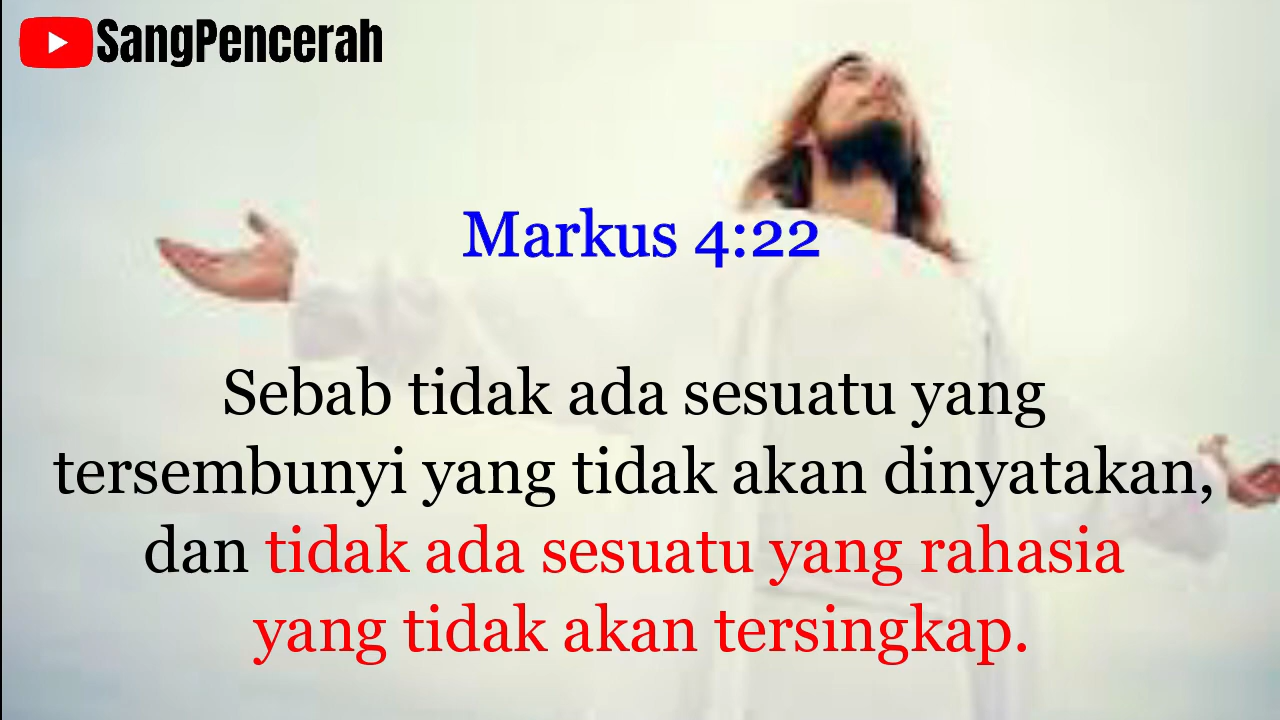 SangPencerah
Markus 4:22
Sebab tidak ada sesuatu yang
tersembunyi yang tidak akan dinyatakan,
dan tidak ada sesuatu yang rahasia
yang tidak akan tersingkap.